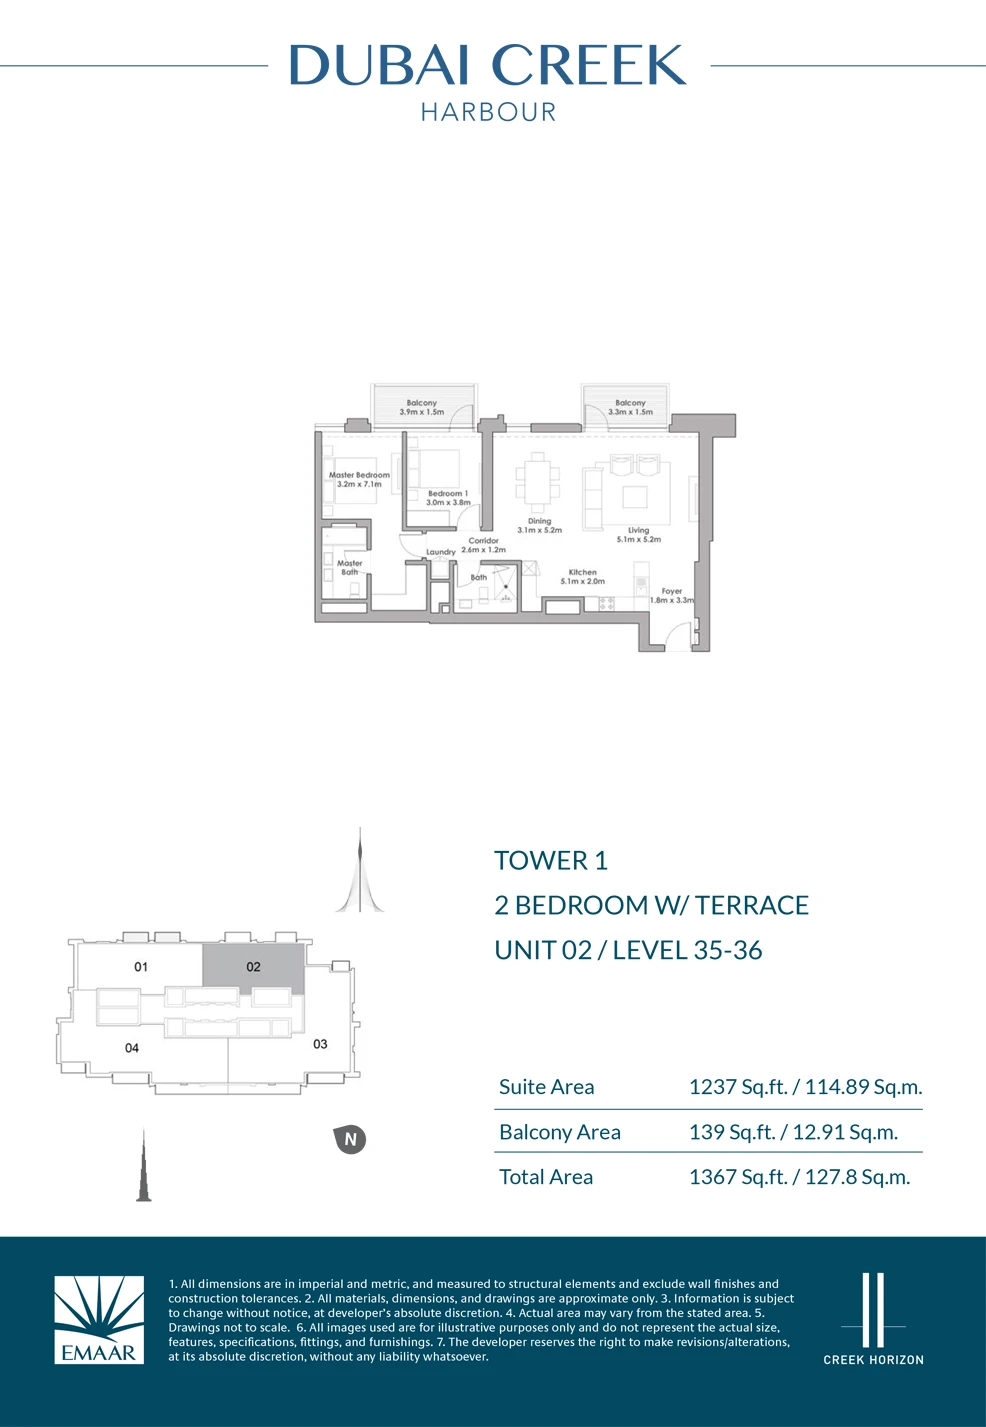 DUBAI CREEK
HARBOUR
Balcony
3.9m x 1.5m
Balcony
3.3m x 1.5m
Master Bedroom
3.2m x 7.1m
Bedroom 1
3.0m x 3.8m
Dining
3.1m x 5.2m
Living
5.1m x 5.2m
Corridor
2.6m x 1.2m
Laundry
Master
Bath
Bath
Kitchen
5.1m x 2.0m
Foyer
1.8m x 3.3m
TOWER 1
2 BEDROOM W/ TERRACE
UNIT 02 / LEVEL 35-36
01
02
03
04
N
Suite Area 1237 Sq.ft. / 114.89 Sq.m.
Balcony Area 139 Sq.ft. / 12.91 Sq.m.
Total Area 1367 Sq.ft. / 127.8 Sq.m.
EMAAR
1. All dimensions are in imperial and metric, and measured to structural elements and exclude wall finishes and
construction tolerances. 2. All materials, dimensions, and drawings are approximate only. 3. Information is subject
to change without notice, at developer's absolute discretion. 4. Actual area may vary from the stated area. 5.
Drawings not to scale. 6. All images used are for illustrative purposes only and do not represent the actual size,
features, specifications, fittings, and furnishings. 7. The developer reserves the right to make revisions/alterations,
at its absolute discretion, without any liability whatsoever.
CREEK HORIZON